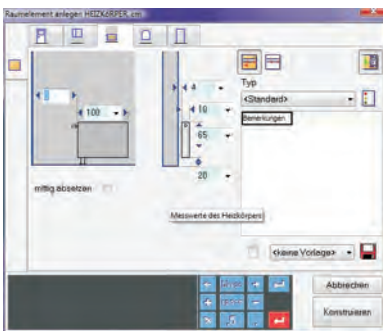 Raumelement anlegen HEIZKÖRPER, cm
Typ
<Standard>
4
10
100
Bemerkungen
65
20
mittig absetzen
Messwerte des Heizkörpers
<keine Vorlage>
Abbrechen
Konstruieren